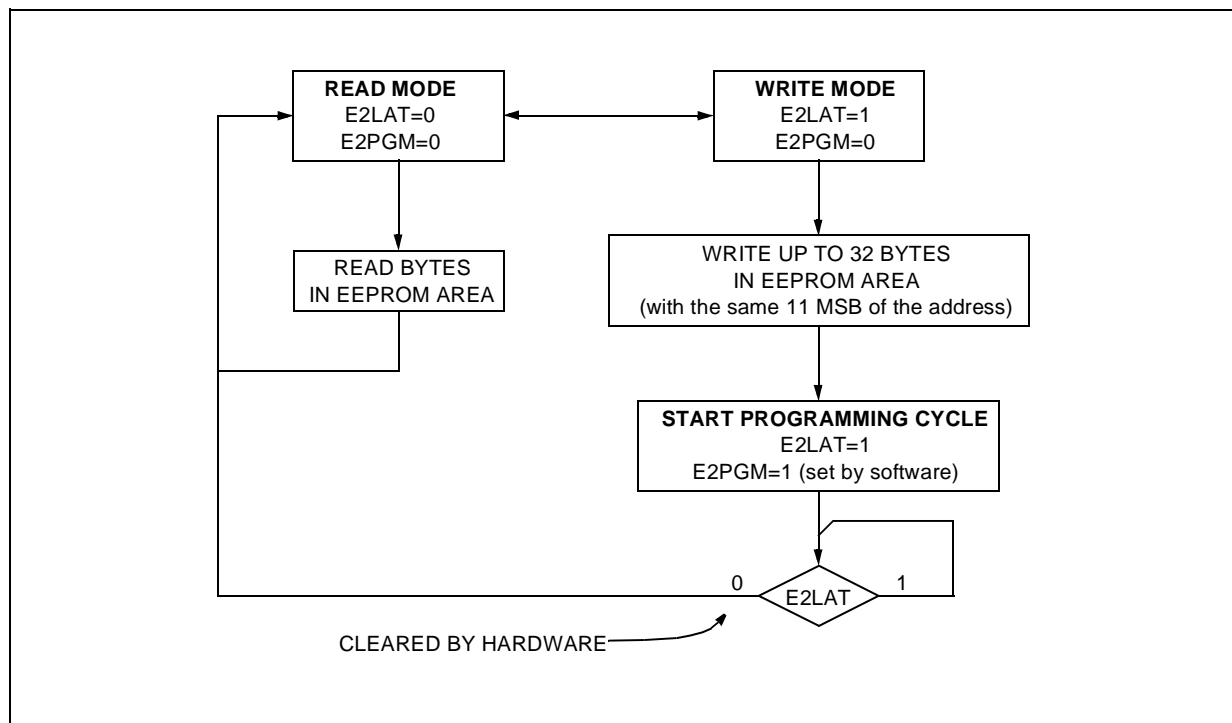 READ MODE
E2LAT=0
E2PGM=0
WRITE MODE
E2LAT=1
E2PGM=0
READ BYTES
IN EEPROM AREA
WRITE UP TO 32 BYTES
IN EEPROM AREA
(with the same 11 MSB of the address)
START PROGRAMMING CYCLE
E2LAT=1
E2PGM=1 (set by software)
0
E2LAT
1
CLEARED BY HARDWARE